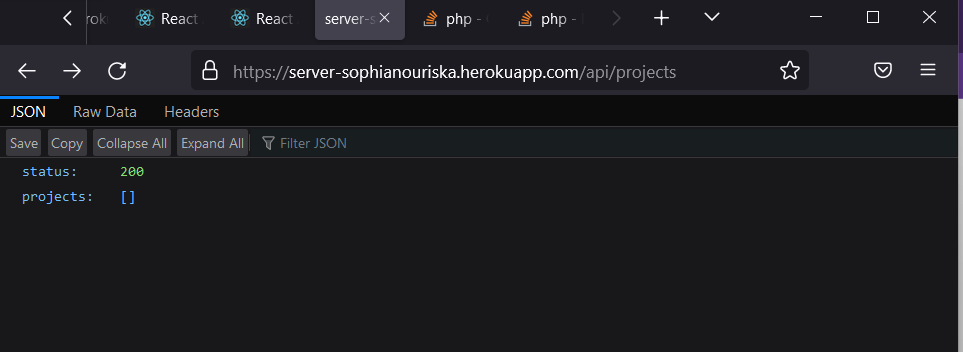 React
React
server-s
php -
php -
https://server-sophianouriska.herokuapp.com/api/projects
JSON Raw Data Headers
Save Copy Collapse All Expand All Filter JSON
status: 200
projects: []